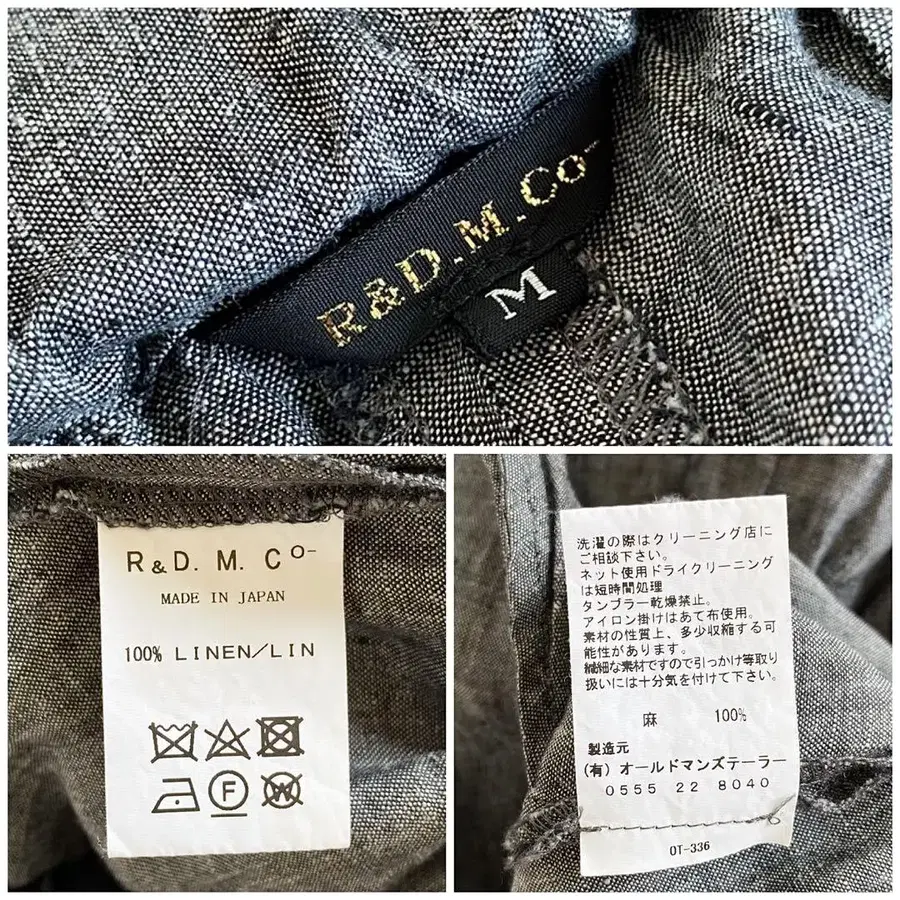 R&D.M.Co-
M
R&D. M. Co-
MADE IN JAPAN
100% LINEN/LIN
F
W
洗濯の際はクリーニング店に
ご相談下さい。
ネット使用ドライクリーニング
は短時間処理
タンブラー乾燥禁止。
アイロン掛けはあて布使用。
素材の性質上、多少収縮する可
能性があります。
繊細な素材ですので引っかけ等取り
扱いには十分気を付けて下さい。
麻 100%
製造元
(有) オールドマンズテーラー
0555 22 8040
OT-336